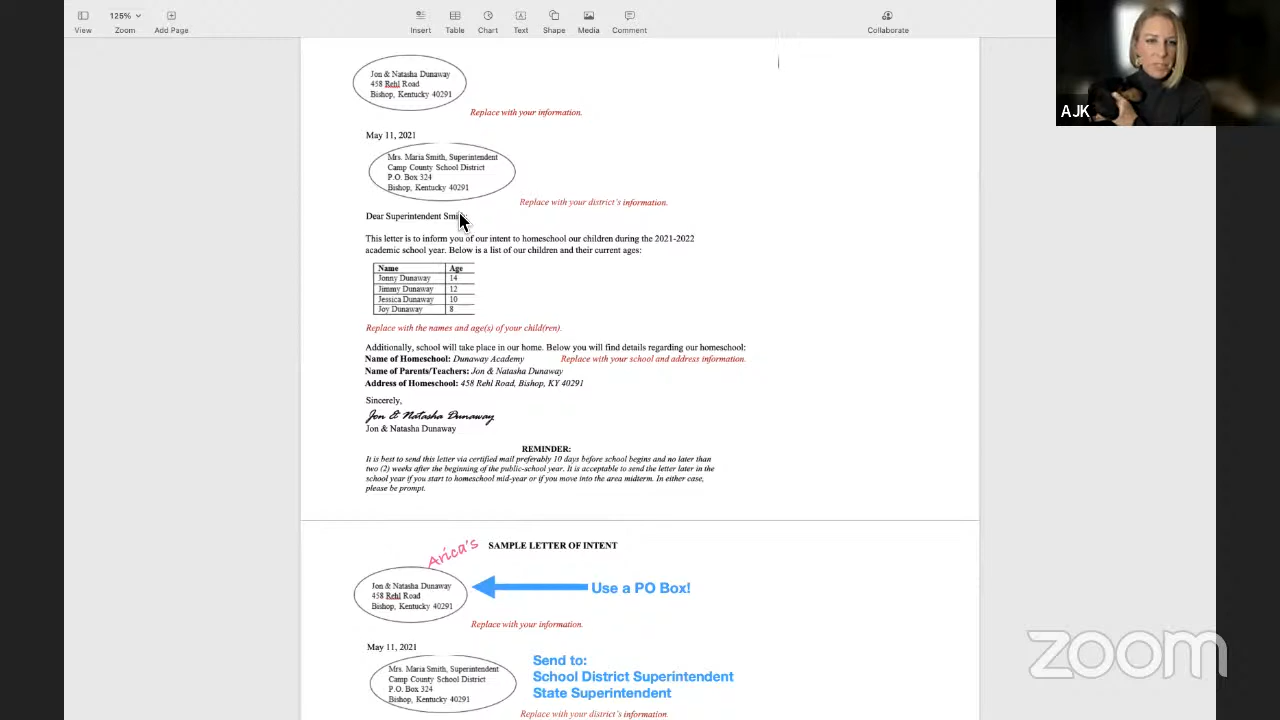 125%
View
Zoom
Add Page
Insert
Table
Chart
Text
Shape
Media
Comment
Collaborate
AJK
Jon & Natasha Dunaway
458 Rehl Road
Bishop, Kentucky 40291
Replace with your information.
May 11, 2021
Mrs. Maria Smith, Superintendent
Camp County School District
P.O. Box 324
Bishop, Kentucky 40291
Replace with your district's information.
Dear Superintendent
This letter is to inform you of our intent to homeschool our children during the 2021-2022
academic school year. Below is a list of our children and their current ages:
Name Age
Jonny Dunaway 14
Jimmy Dunaway 12
Jessica Dunaway 10
Joy Dunaway 8
Replace with the names and age(s) of your child(ren).
Additionally, school will take place in our home. Below you will find details regarding our homeschool:
Name of Homeschool: Dunaway Academy Replace with your school and address information.
Name of Parents/Teachers: Jon & Natasha Dunaway
Address of Homeschool: 458 Rehl Road, Bishop, KY 40291
Sincerely,
Jon & Natasha Dunaway
Jon & Natasha Dunaway
REMINDER:
It is best to send this letter via certified mail preferably 10 days before school begins and no later than
two (2) weeks after the beginning of the public-school year. It is acceptable to send the letter later in the
school year if you start to homeschool mid-year or if you move into the area midterm. In either case,
please be prompt.
Arica's SAMPLE LETTER OF INTENT
Jon & Natasha Dunaway
458 Rehl Road
Bishop, Kentucky 40291
Use a PO Box!
Replace with your information.
May 11, 2021
Mrs. Maria Smith, Superintendent
Camp County School District
P.O. Box 324
Bishop, Kentucky 40291
Send to:
School District Superintendent
State Superintendent
Replace with your district's information.
zoom